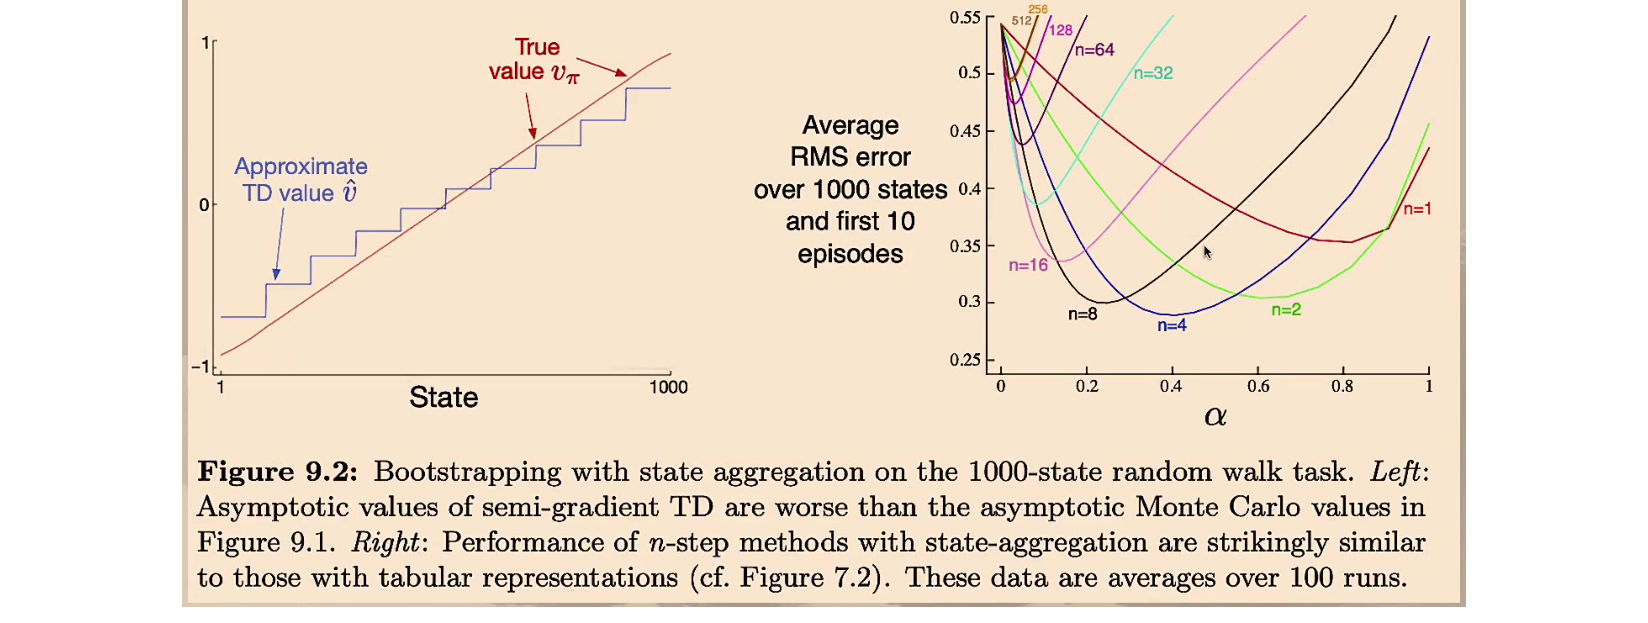 1
0
−1
True
value vπ
Approximate
TD value v̂
1
1000
State
Average
RMS error
over 1000 states
and first 10
episodes
0.55
0.5
0.45
0.4
0.35
0.3
0.25
256
512
128
n=64
n=32
n=1
n=16
n=8
n=4
n=2
0 0.2 0.4 0.6 0.8 1
α
Figure 9.2: Bootstrapping with state aggregation on the 1000-state random walk task. Left:
Asymptotic values of semi-gradient TD are worse than the asymptotic Monte Carlo values in
Figure 9.1. Right: Performance of n-step methods with state-aggregation are strikingly similar
to those with tabular representations (cf. Figure 7.2). These data are averages over 100 runs.